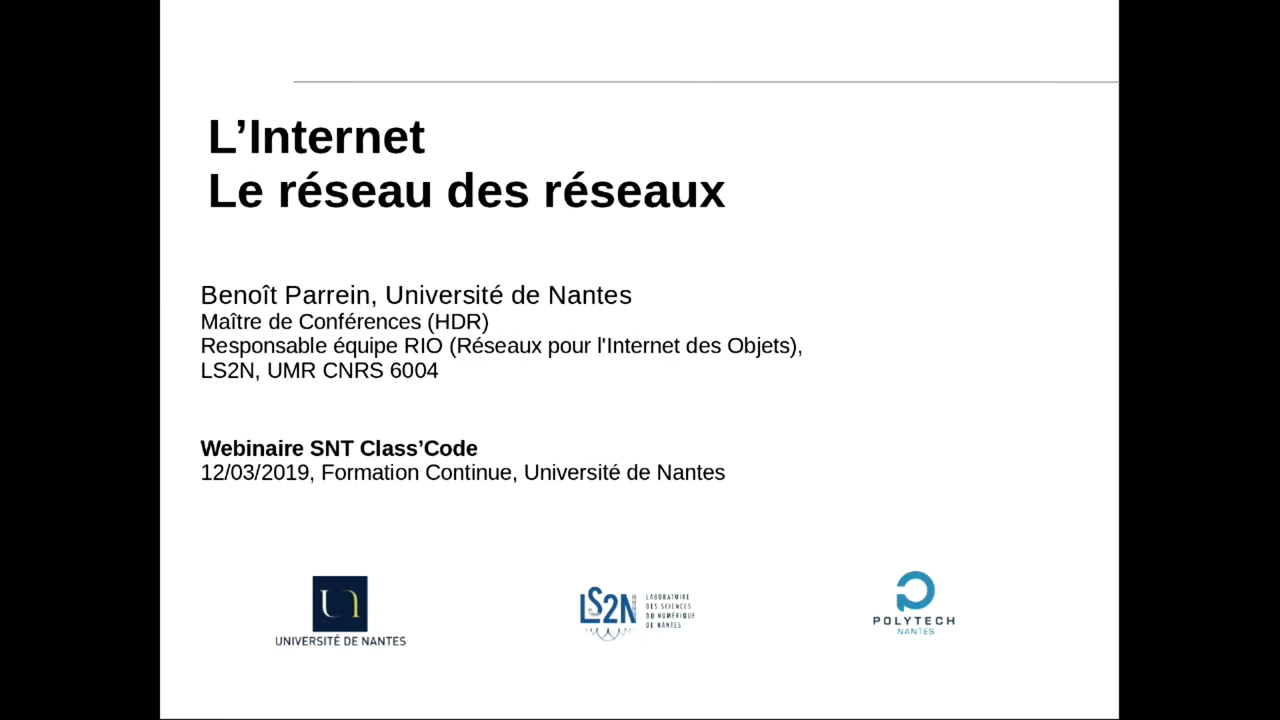 L’Internet
Le réseau des réseaux
Benoît Parrein, Université de Nantes
Maître de Conférences (HDR)
Responsable équipe RIO (Réseaux pour l'Internet des Objets),
LS2N, UMR CNRS 6004
Webinaire SNT Class’Code
12/03/2019, Formation Continue, Université de Nantes
UNIVERSITÉ DE NANTES
LS2N
LABORATOIRE
DES SCIENCES
DU NUMÉRIQUE
DE NANTES
POLYTECH
NANTES